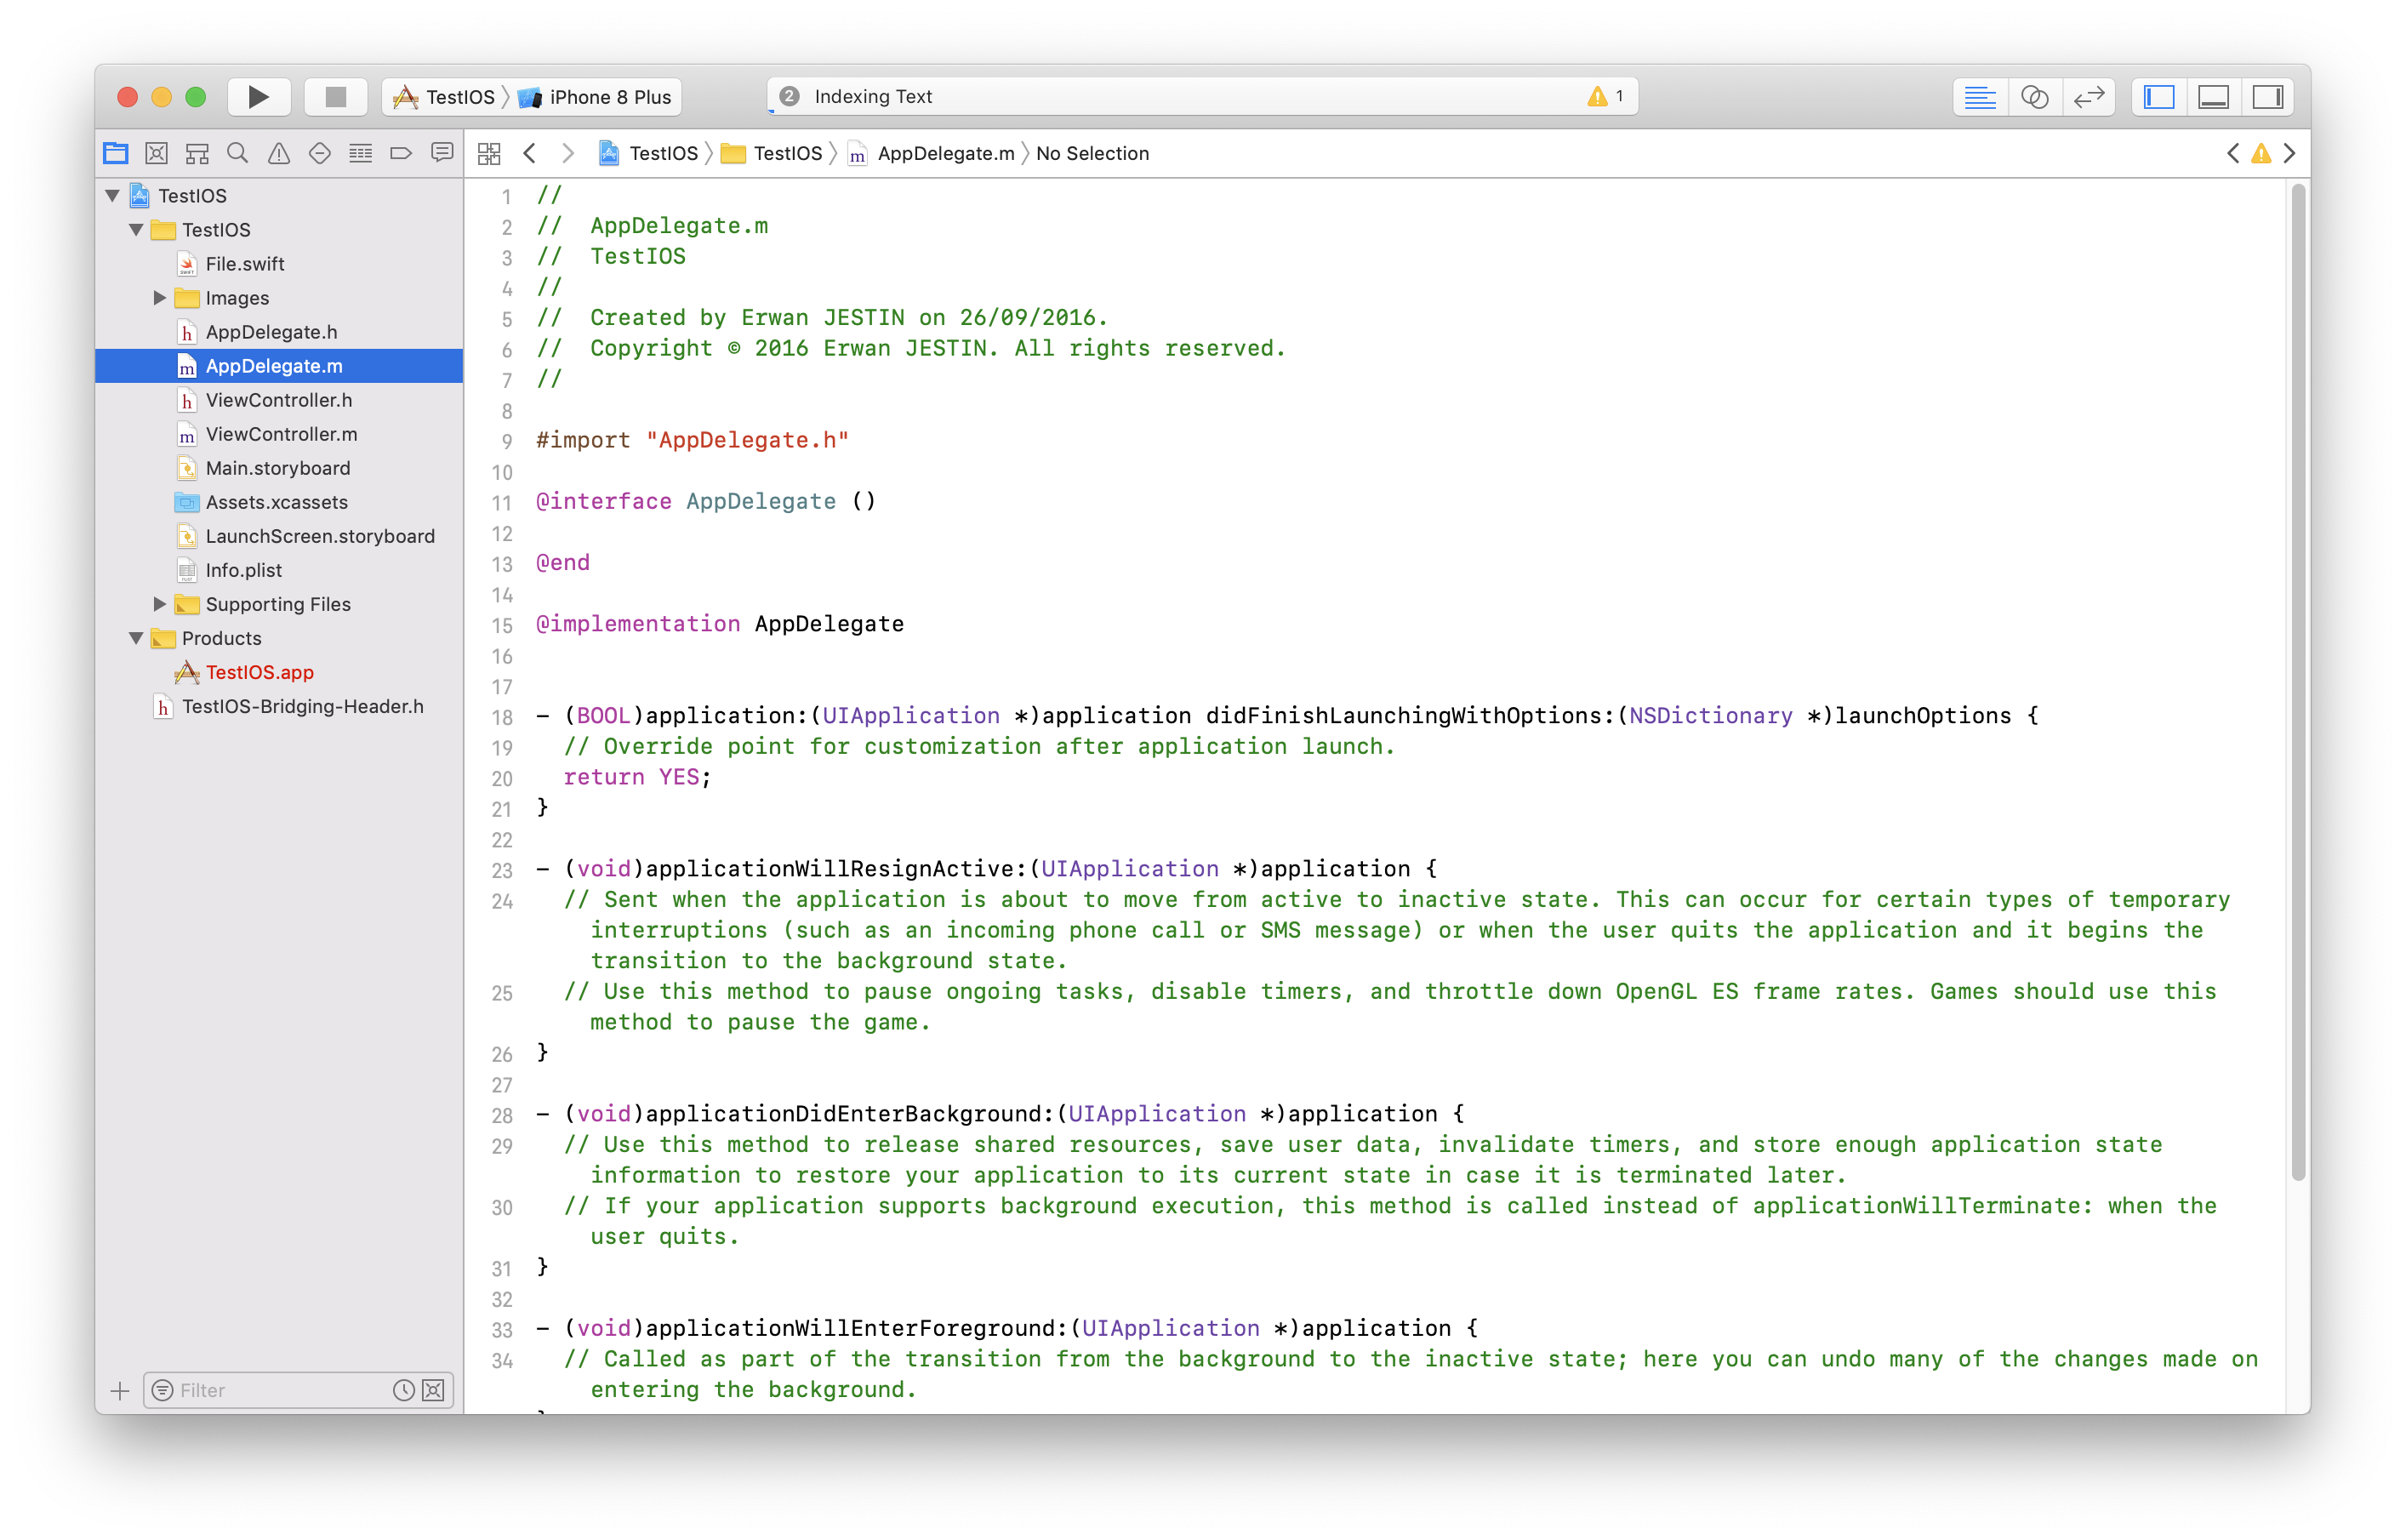 TestIOS iPhone 8 Plus
2 Indexing Text 1
TestIOS TestIOS m AppDelegate.m No Selection
TestIOS
TestIOS
File.swift
Images
h AppDelegate.h
m AppDelegate.m
h ViewController.h
m ViewController.m
Main.storyboard
Assets.xcassets
LaunchScreen.storyboard
Info.plist
Supporting Files
Products
TestIOS.app
h TestIOS-Bridging-Header.h
Filter
1 //
2 //  AppDelegate.m
3 //  TestIOS
4 //
5 //  Created by Erwan JESTIN on 26/09/2016.
6 //  Copyright © 2016 Erwan JESTIN. All rights reserved.
7 //
8
9 #import "AppDelegate.h"
10
11 @interface AppDelegate ()
12
13 @end
14
15 @implementation AppDelegate
16
17
18 - (BOOL)application:(UIApplication *)application didFinishLaunchingWithOptions:(NSDictionary *)launchOptions {
19 // Override point for customization after application launch.
20 return YES;
21 }
22
23 - (void)applicationWillResignActive:(UIApplication *)application {
24 // Sent when the application is about to move from active to inactive state. This can occur for certain types of temporary
interruptions (such as an incoming phone call or SMS message) or when the user quits the application and it begins the
transition to the background state.
25 // Use this method to pause ongoing tasks, disable timers, and throttle down OpenGL ES frame rates. Games should use this
method to pause the game.
26 }
27
28 - (void)applicationDidEnterBackground:(UIApplication *)application {
29 // Use this method to release shared resources, save user data, invalidate timers, and store enough application state
information to restore your application to its current state in case it is terminated later.
30 // If your application supports background execution, this method is called instead of applicationWillTerminate: when the
user quits.
31 }
32
33 - (void)applicationWillEnterForeground:(UIApplication *)application {
34 // Called as part of the transition from the background to the inactive state; here you can undo many of the changes made on
entering the background.